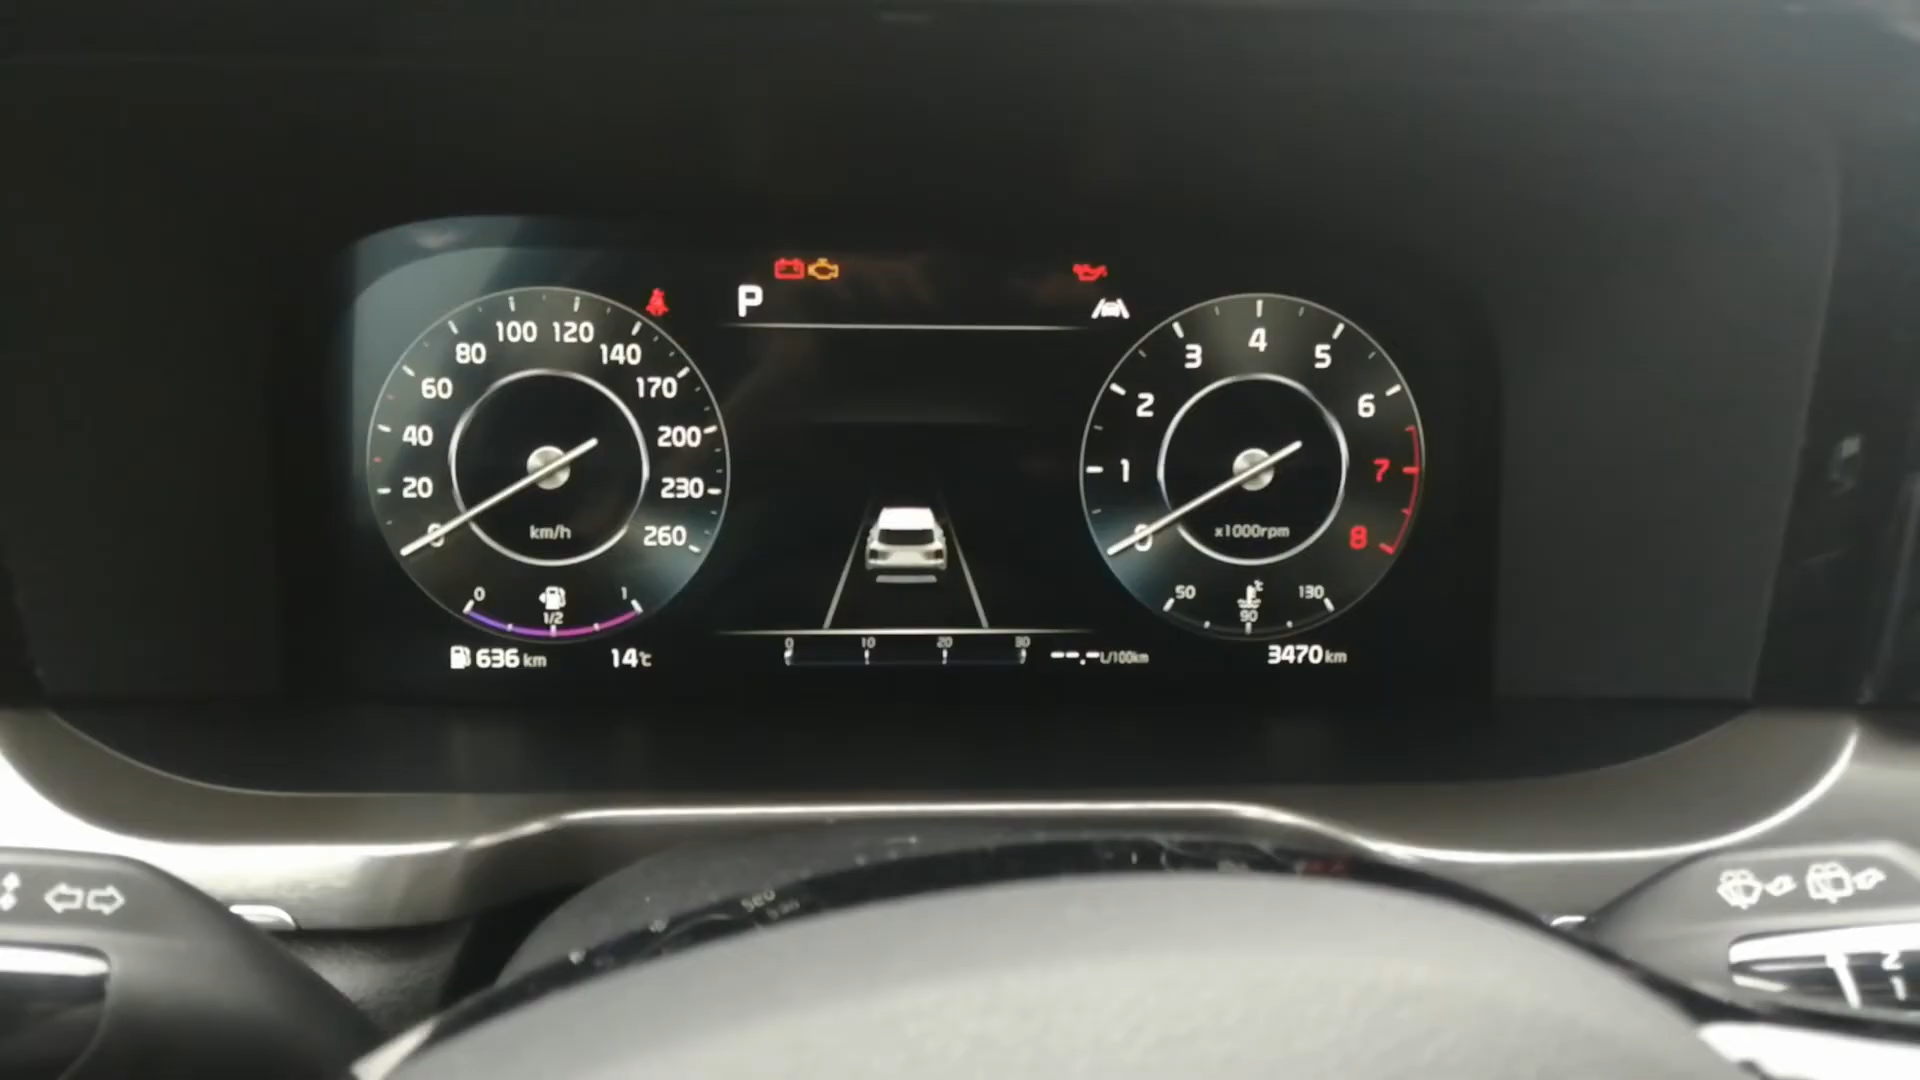 P
100 120
80 140
60 170
40 200
20 230
0 260
km/h
0 1/2 1
636 km 14℃
0 10 20 30
--.- L/100km
4
3 5
2 6
1 7
0 8
x1000rpm
50 90 130
℃
3470 km
2
1